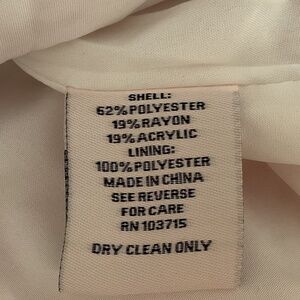 SHELL:
62% POLYESTER
19% RAYON
19% ACRYLIC
LINING:
100% POLYESTER
MADE IN CHINA
SEE REVERSE
FOR CARE
RN 103715
DRY CLEAN ONLY